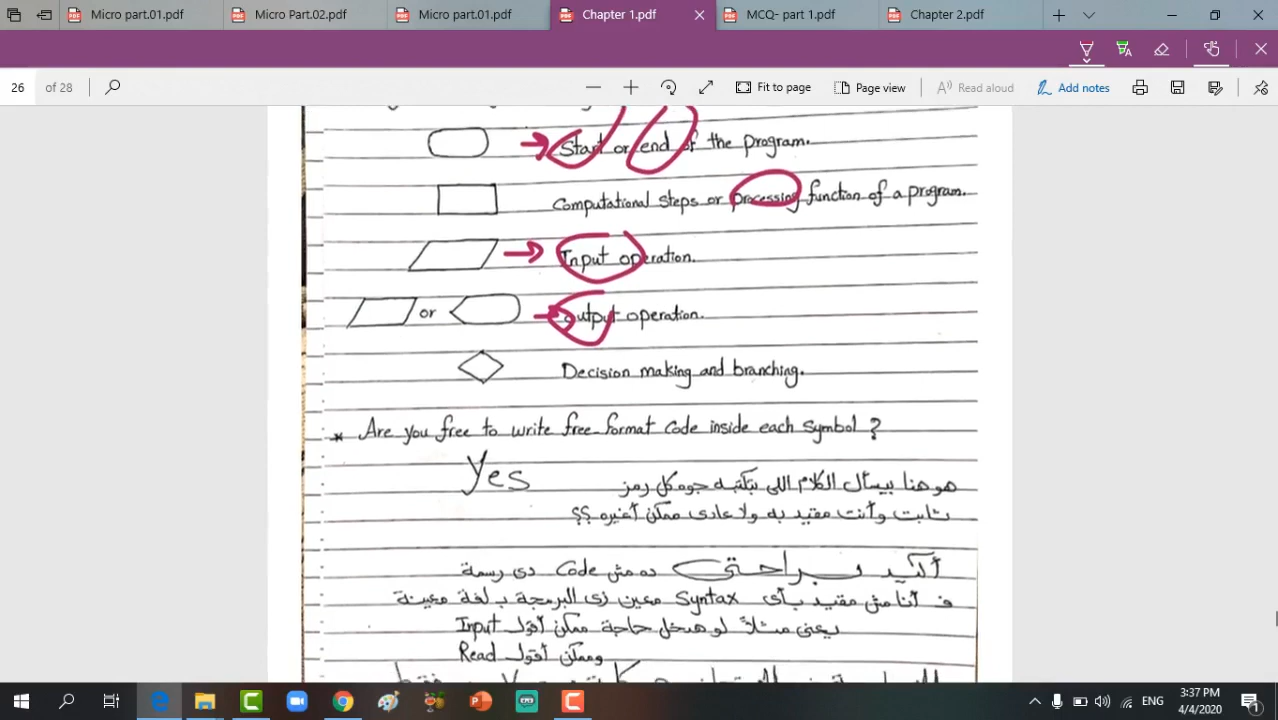 Micro part.01.pdf
Micro Part.02.pdf
Micro part.01.pdf
Chapter 1.pdf
MCQ- part 1.pdf
Chapter 2.pdf
26 of 28
Fit to page
Page view
Read aloud
Add notes
Start or end of the program.
Computational steps or processing function of a program.
Input operation.
or output operation.
Decision making and branching.
* Are you free to write free-format code inside each symbol ?
Yes
هو هنا بيسأل الكلام اللى بنكتبه جوه كل رمز
ثابت وأنت مقيد به ولا عادى ممكن أغيره ؟؟
أكيد براحتى ده مش Code دى رسمة
ف أنا مش مقيد بأى Syntax معين زى البرمجة ب لغة معينة
يعنى مثلاً لو هدخل حاجة ممكن أقول Input
وممكن أقول Read
ENG
3:37 PM
4/4/2020